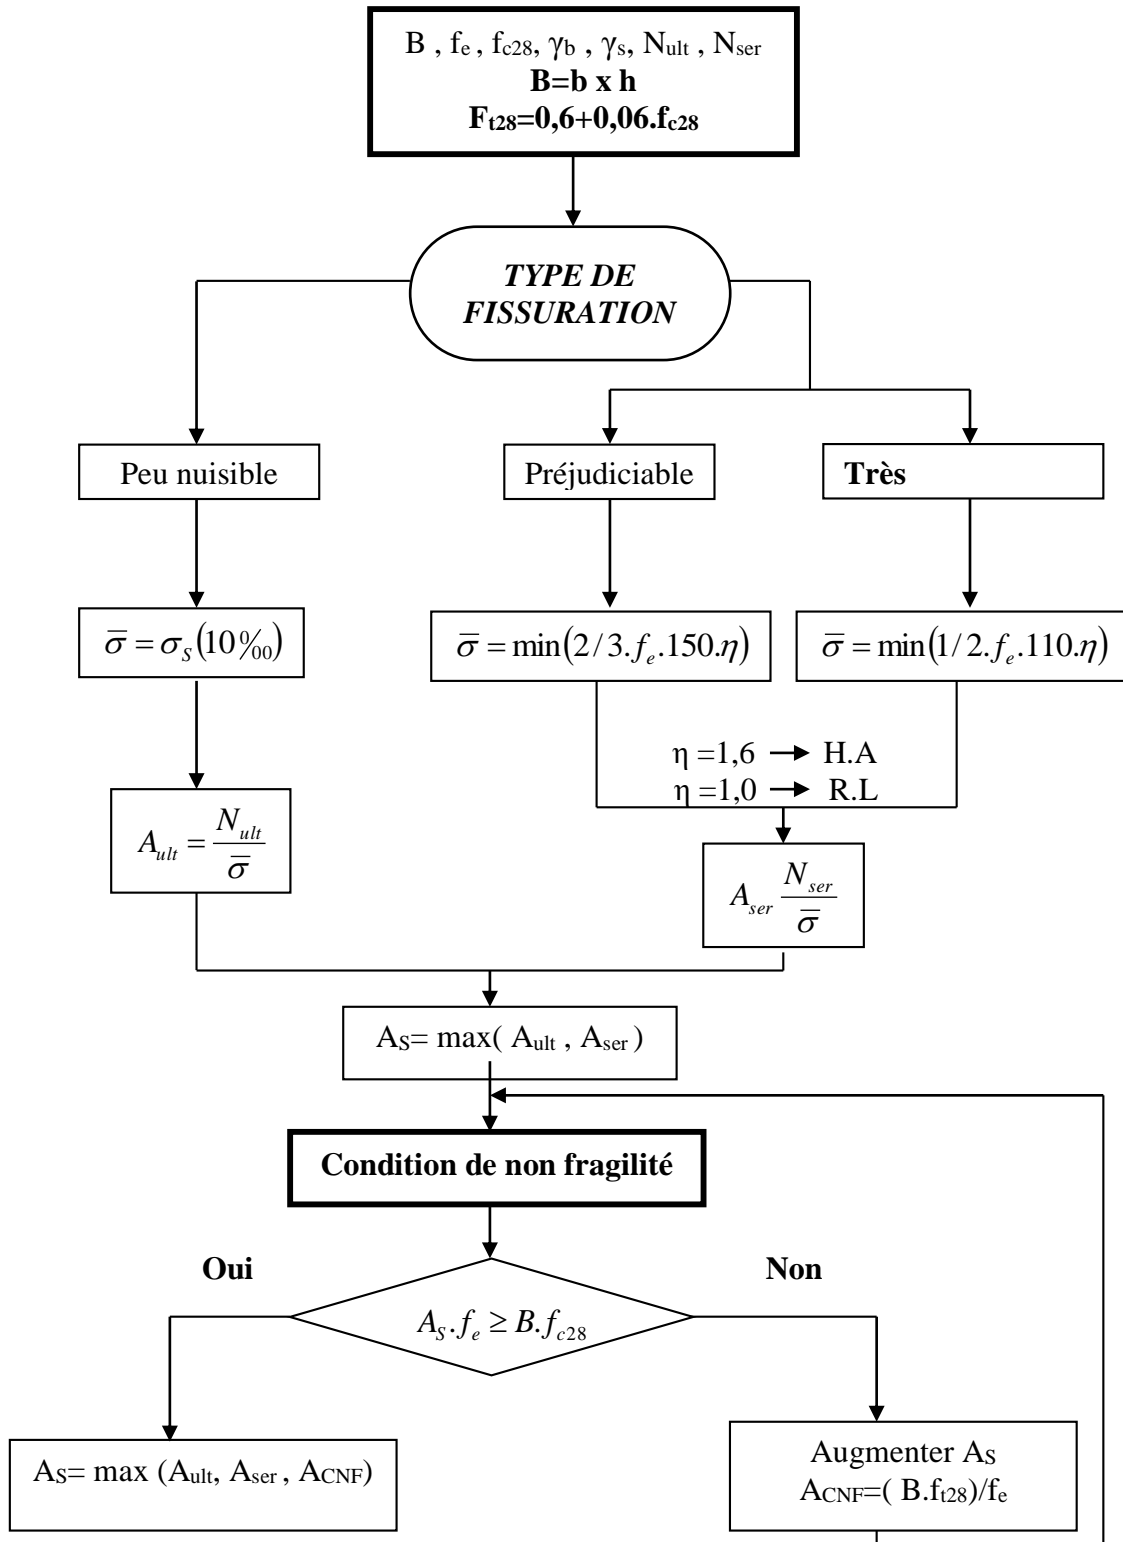 B , fe , fc28, γb , γs, Nult , Nser
B=b x h
Ft28=0,6+0,06.fc28
TYPE DE
FISSURATION
Peu nuisible
Préjudiciable
Très
σ̅ = σS(10‰)
σ̅ = min(2/3.fe.150.η)
σ̅ = min(1/2.fe.110.η)
η =1,6 → H.A
η =1,0 → R.L
Ault = Nult / σ̅
Aser Nser / σ̅
AS= max( Ault , Aser )
Condition de non fragilité
Oui
Non
AS.fe ≥ B.fc28
AS= max (Ault, Aser , ACNF)
Augmenter AS
ACNF=( B.ft28)/fe